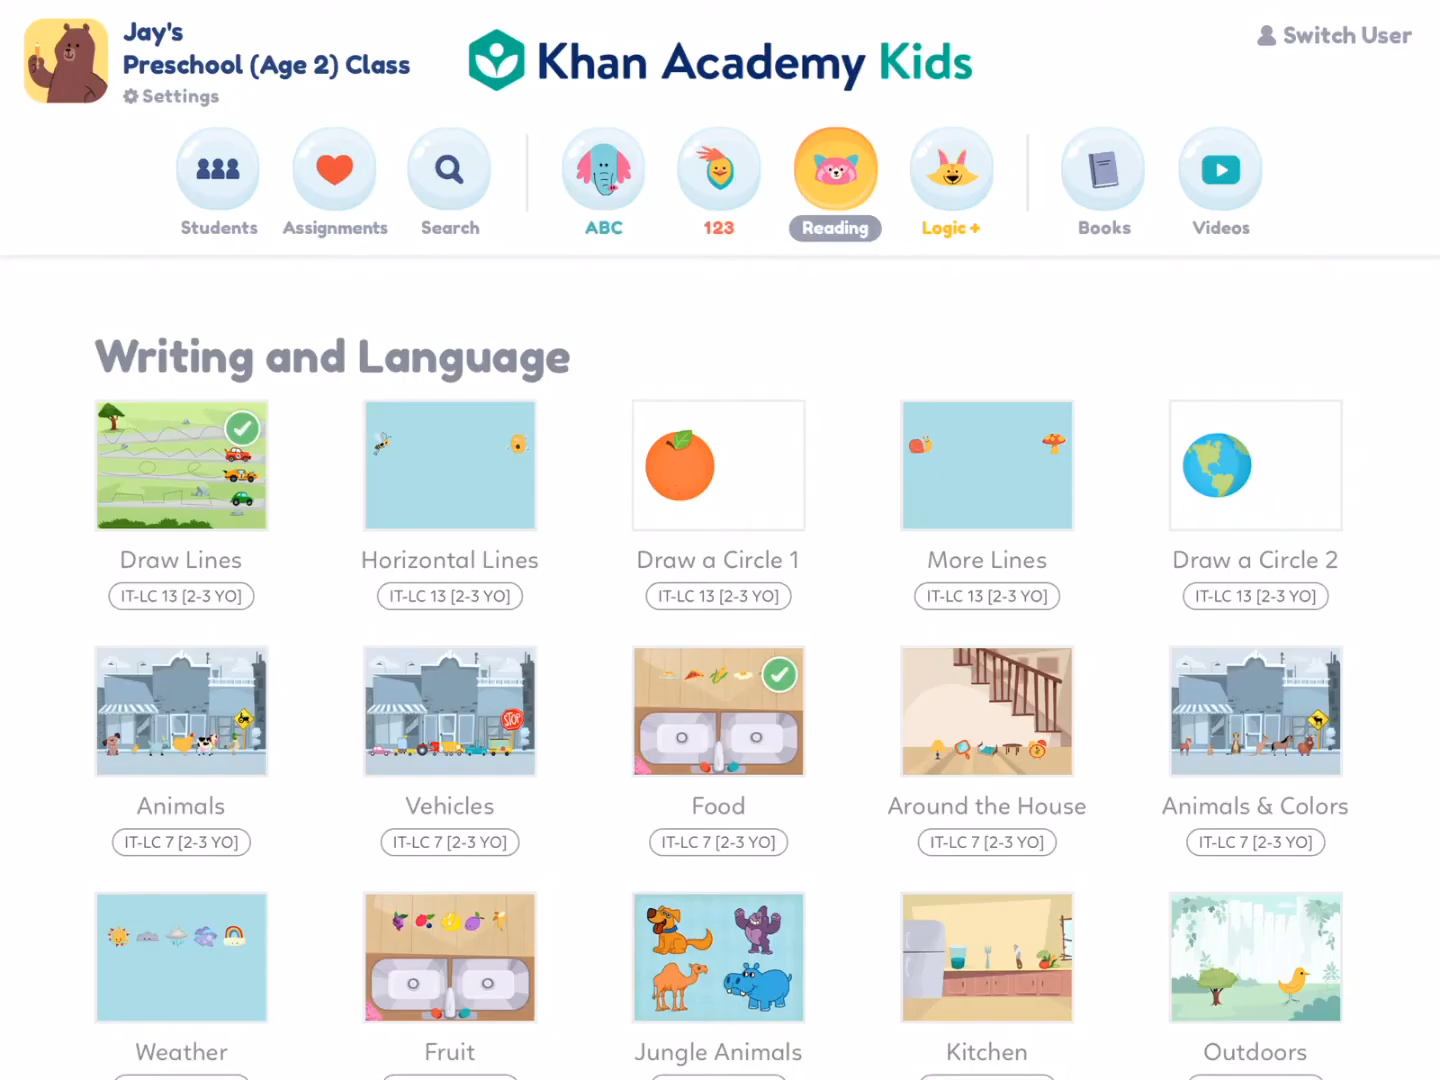 Jay's
Preschool (Age 2) Class
Settings
Khan Academy Kids
Switch User
Students
Assignments
Search
ABC
123
Reading
Logic +
Books
Videos
Writing and Language
Draw Lines
Horizontal Lines
Draw a Circle 1
More Lines
Draw a Circle 2
IT-LC 13 [2-3 YO]
IT-LC 13 [2-3 YO]
IT-LC 13 [2-3 YO]
IT-LC 13 [2-3 YO]
IT-LC 13 [2-3 YO]
STOP
Animals
Vehicles
Food
Around the House
Animals & Colors
IT-LC 7 [2-3 YO]
IT-LC 7 [2-3 YO]
IT-LC 7 [2-3 YO]
IT-LC 7 [2-3 YO]
IT-LC 7 [2-3 YO]
Weather
Fruit
Jungle Animals
Kitchen
Outdoors